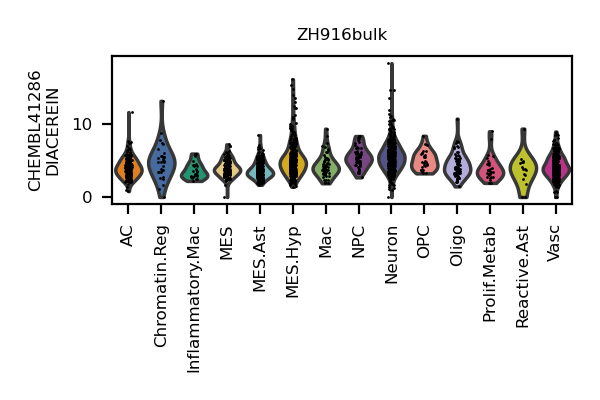 ZH916bulk
CHEMBL41286
DIACEREIN
10
0
AC
Chromatin.Reg
Inflammatory.Mac
MES
MES.Ast
MES.Hyp
Mac
NPC
Neuron
OPC
Oligo
Prolif.Metab
Reactive.Ast
Vasc